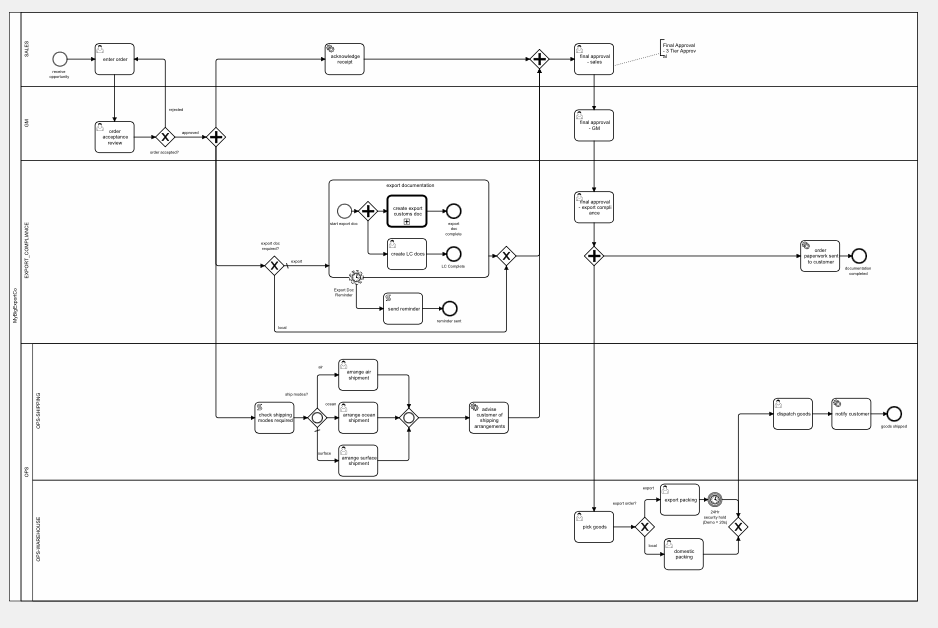 MyBigExportCo
SALES
receive
opportunity
enter order
acknowledge
receipt
final approval
- sales
Final Approval
- 3 Tier Approv
al
GM
order
acceptance
review
rejected
order accepted?
approved
final approval
- GM
EXPORT_COMPLIANCE
export doc
required?
export
local
export documentation
start export doc
create export
customs doc
export
doc
complete
create LC docs
LC Complete
Export Doc
Reminder
send reminder
reminder sent
final approval
- export compli
ance
order
paperwork sent
to customer
documentation
completed
OPS
OPS-SHIPPING
check shipping
modes required
ship modes?
air
ocean
surface
arrange air
shipment
arrange ocean
shipment
arrange surface
shipment
advise
customer of
shipping
arrangements
dispatch goods
notify customer
goods shipped
OPS-WAREHOUSE
pick goods
export order?
export
local
export packing
24Hr
security hold
(Demo = 20s)
domestic
packing